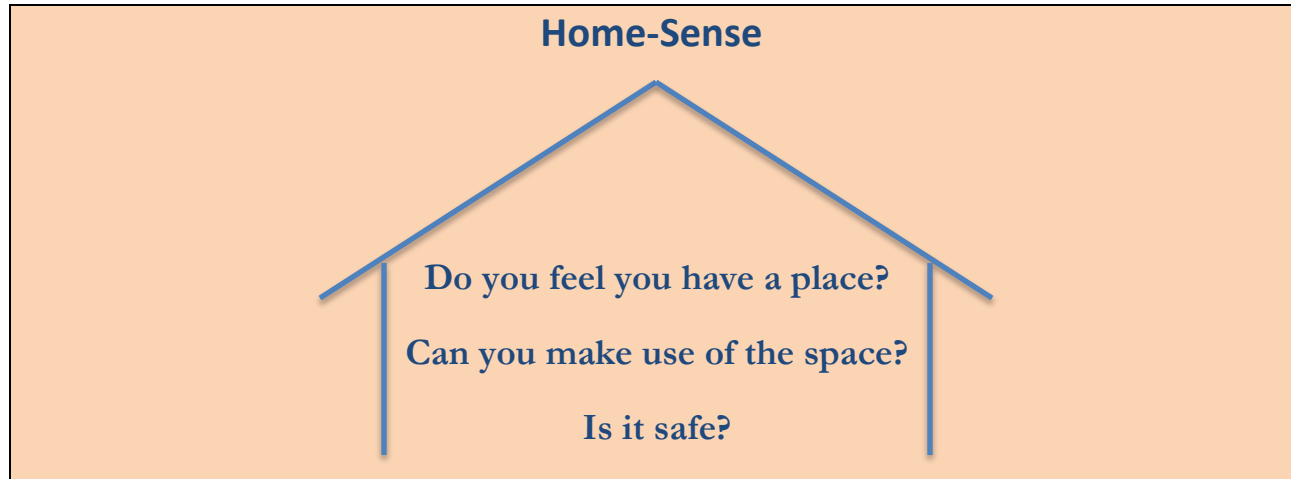 Home-Sense
Do you feel you have a place?
Can you make use of the space?
Is it safe?